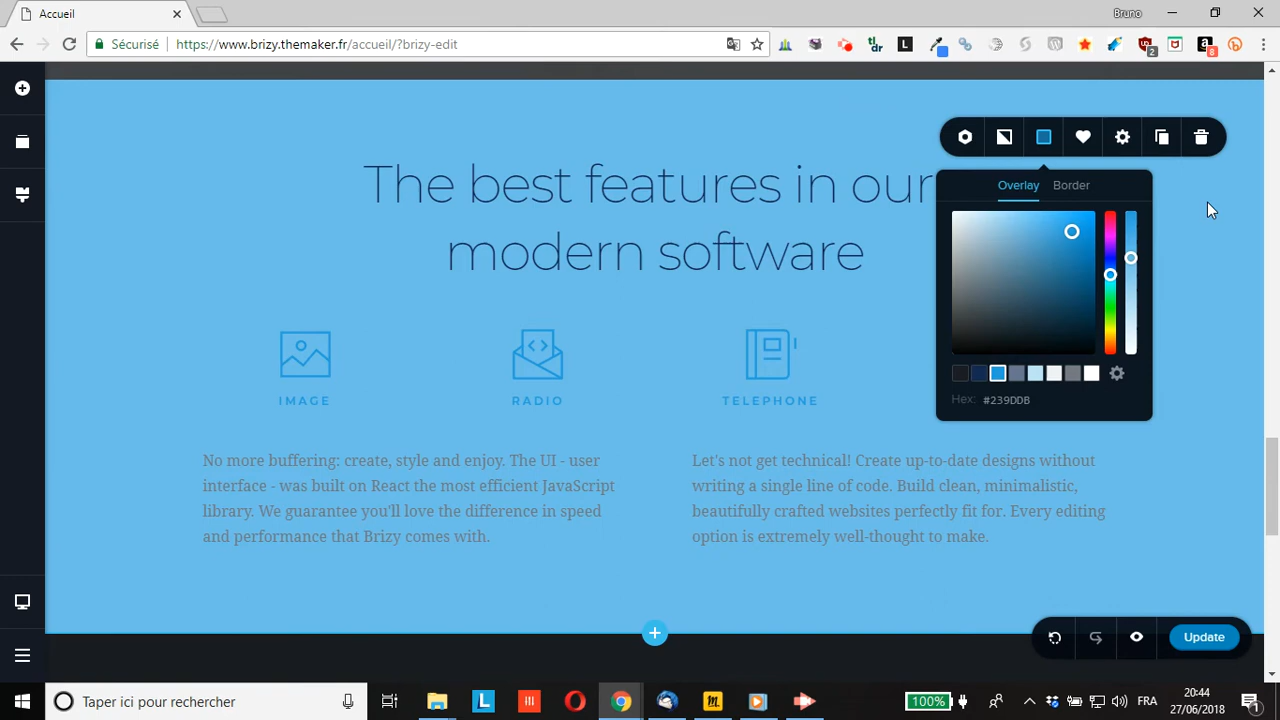 Accueil
Bruno
Sécurisé https://www.brizy.themaker.fr/accueil/?brizy-edit
tl;dr
L
2
8
Overlay Border
The best features in our
modern software
Hex: #239DDB
IMAGE RADIO TELEPHONE
No more buffering: create, style and enjoy. The UI - user
interface - was built on React the most efficient JavaScript
library. We guarantee you'll love the difference in speed
and performance that Brizy comes with.
Let's not get technical! Create up-to-date designs without
writing a single line of code. Build clean, minimalistic,
beautifully crafted websites perfectly fit for. Every editing
option is extremely well-thought to make.
Update
Taper ici pour rechercher
L
100%
FRA
20:44
27/06/2018
1